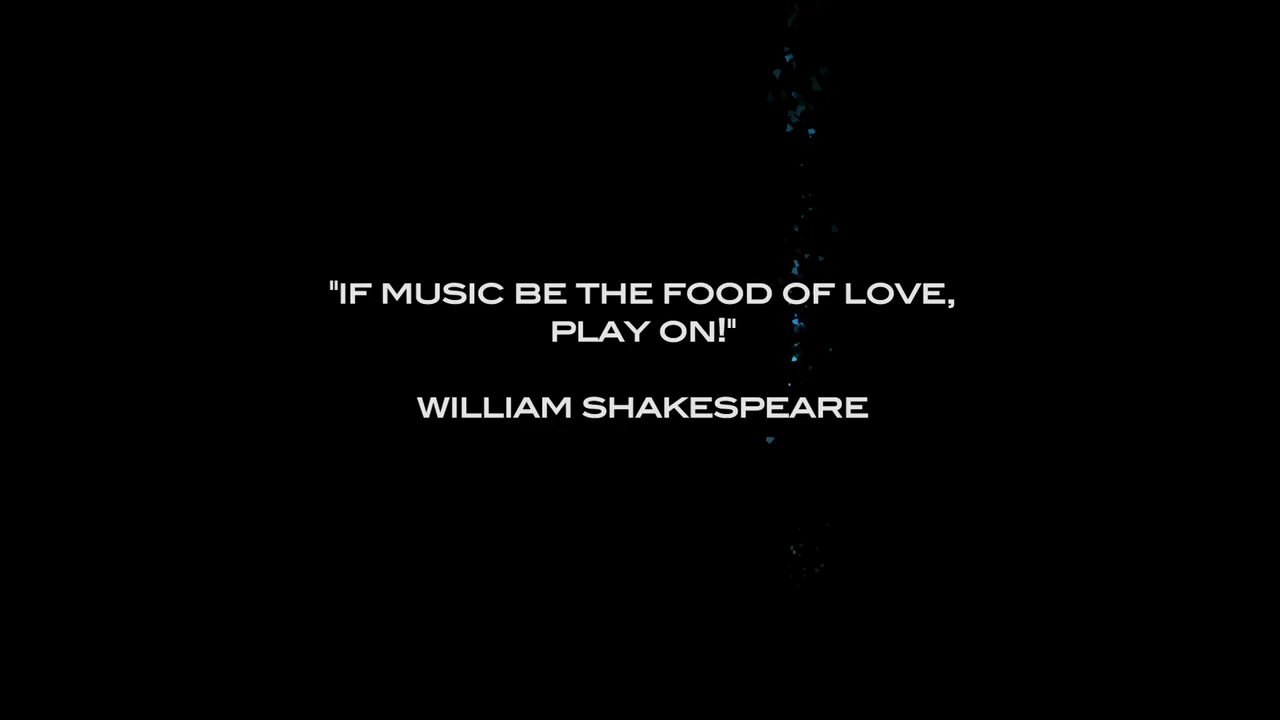 "IF MUSIC BE THE FOOD OF LOVE,
PLAY ON!"
WILLIAM SHAKESPEARE